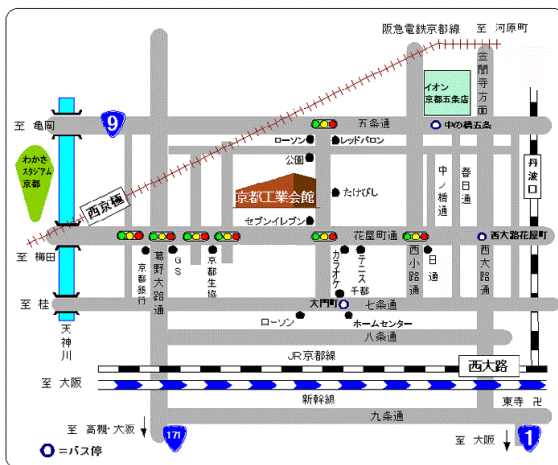 阪急電鉄京都線
至 河原町
イオン
京都五条店
笠間寺方面
至 亀岡
9
五条通
中の橋五条
ローソン
レッドバロン
丹波口
わかさ
スタジアム
京都
公園
西京極
京都工業会館
たけびし
中ノ橋通
春日通
セブンイレブン
花屋町通
西大路花屋町
至 梅田
葛野大路通
京都銀行
GS
京都生協
カラオケ
テニス
千都
西小路通
日通
西大路通
至 桂
大門町
七条通
天神川
ローソン
ホームセンター
八条通
JR京都線
西大路
至 大阪
新幹線
東寺 卍
九条通
至 高槻・大阪
171
至 大阪
1
=バス停